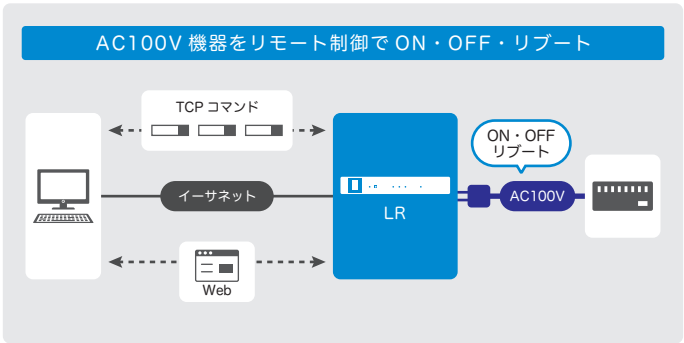 AC100V 機器をリモート制御で ON・OFF・リブート
TCP コマンド
ON・OFF
リブート
イーサネット
AC100V
LR
Web